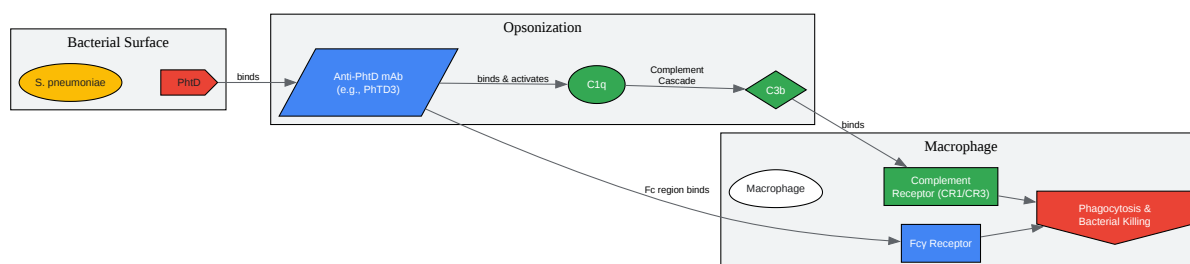 Bacterial Surface
S. pneumoniae
PhtD
binds
Opsonization
Anti-PhtD mAb
(e.g., PhTD3)
binds & activates
C1q
Complement
Cascade
C3b
binds
Fc region binds
Macrophage
Macrophage
Complement
Receptor (CR1/CR3)
Fcγ Receptor
Phagocytosis &
Bacterial Killing